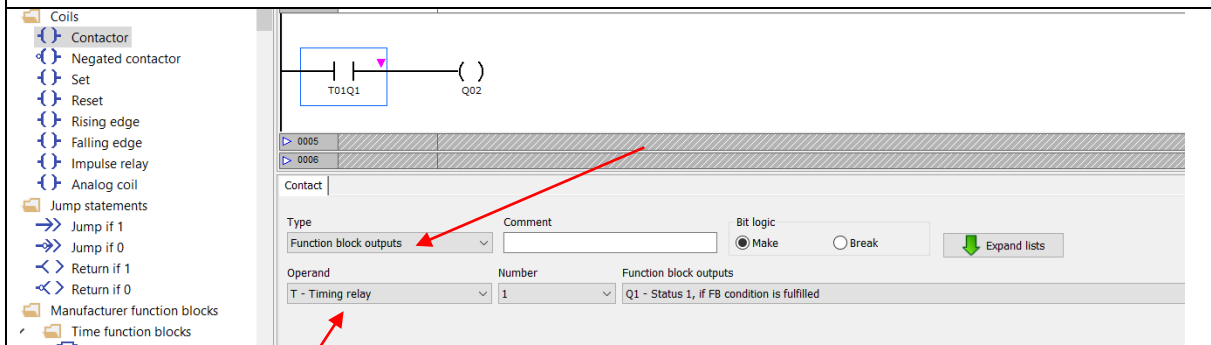 Coils
Contactor
Negated contactor
Set
Reset
Rising edge
Falling edge
Impulse relay
Analog coil
Jump statements
Jump if 1
Jump if 0
Return if 1
Return if 0
Manufacturer function blocks
Time function blocks
T01Q1 Q02
0005
0006
Contact
Type Comment Bit logic
Function block outputs Make Break Expand lists
Operand Number Function block outputs
T - Timing relay 1 Q1 - Status 1, if FB condition is fulfilled